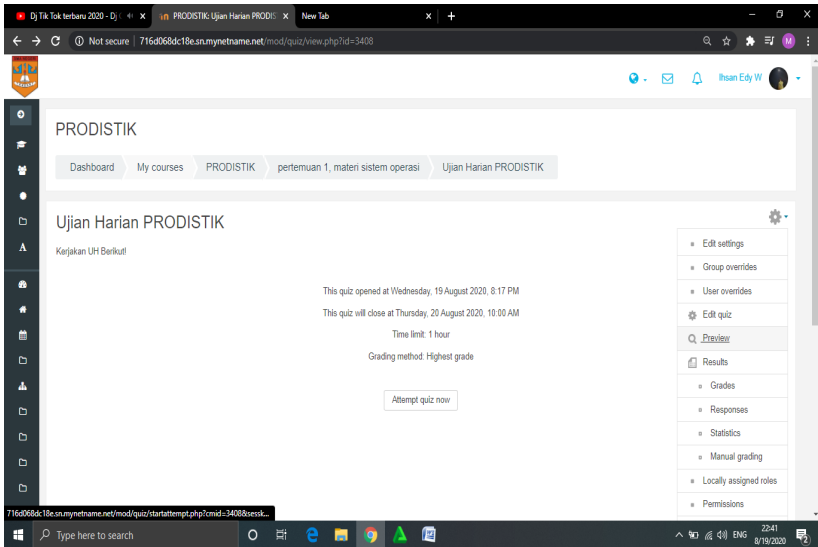 Dj Tik Tok terbaru 2020 - Dj
PRODISTIK: Ujian Harian PRODIS
New Tab
Not secure | 716d068dc18e.sn.mynetname.net/mod/quiz/view.php?id=3408
M
Ihsan Edy W
PRODISTIK
Dashboard
My courses
PRODISTIK
pertemuan 1, materi sistem operasi
Ujian Harian PRODISTIK
Ujian Harian PRODISTIK
Kerjakan UH Berikut!
This quiz opened at Wednesday, 19 August 2020, 8:17 PM
This quiz will close at Thursday, 20 August 2020, 10:00 AM
Time limit: 1 hour
Grading method: Highest grade
Attempt quiz now
Edit settings
Group overrides
User overrides
Edit quiz
Preview
Results
Grades
Responses
Statistics
Manual grading
Locally assigned roles
Permissions
716d068dc18e.sn.mynetname.net/mod/quiz/startattempt.php?cmid=3408&sessk...
Type here to search
ENG
22:41
8/19/2020